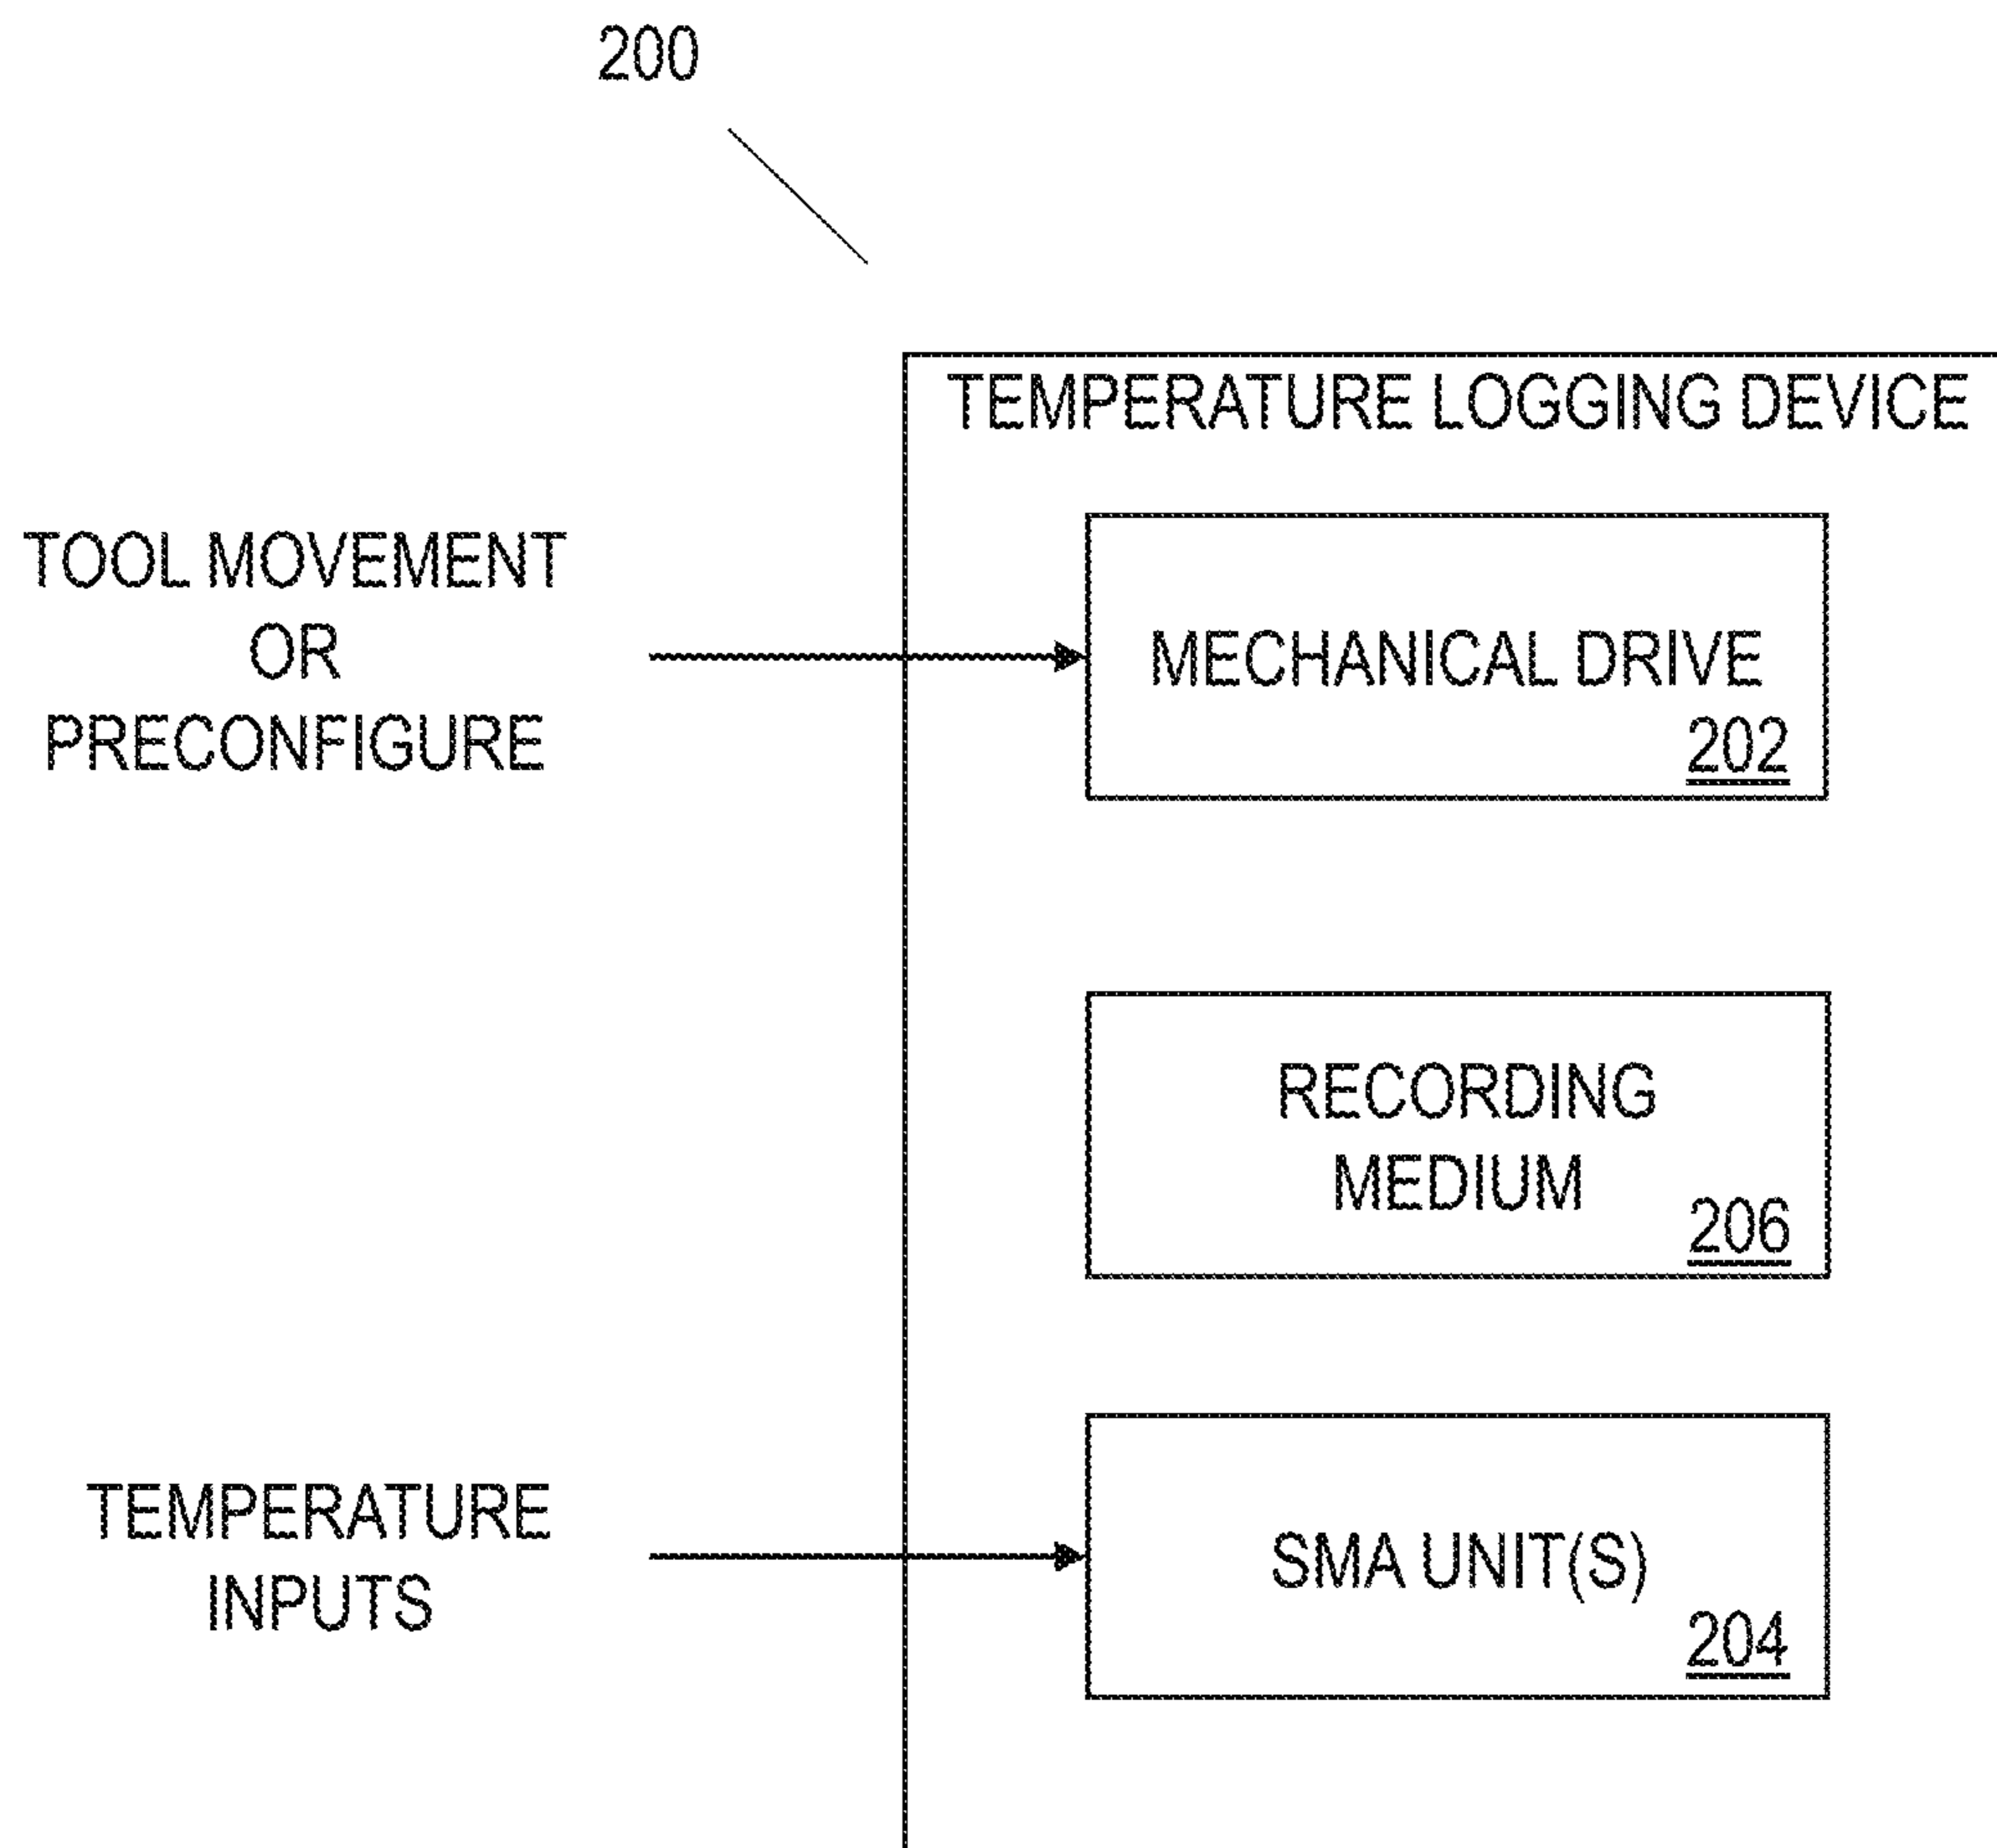 200
TEMPERATURE LOGGING DEVICE
TOOL MOVEMENT
OR
PRECONFIGURE
MECHANICAL DRIVE
202
RECORDING
MEDIUM
206
TEMPERATURE
INPUTS
SMA UNIT(S)
204